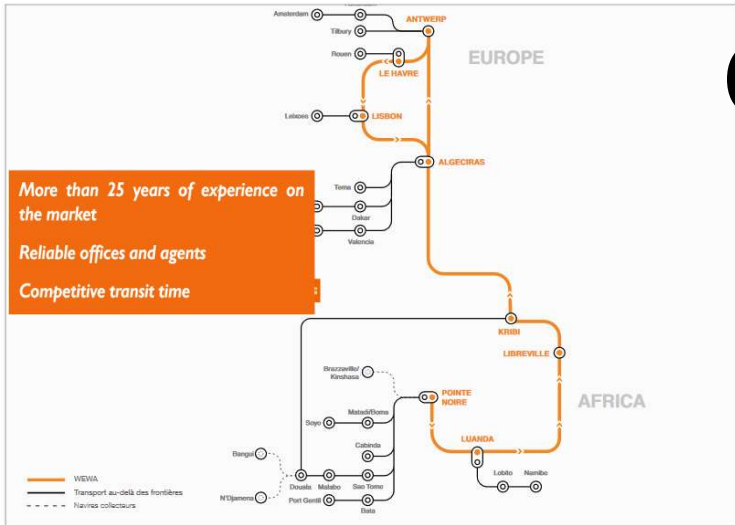 Amsterdam
ANTWERP
Tilbury
Rouen
EUROPE
LE HAVRE
Leixoes
LISBON
ALGECIRAS
More than 25 years of experience on
the market
Reliable offices and agents
Competitive transit time
Tema
Dakar
Valencia
KRIBI
LIBREVILLE
Brazzaville/
Kinshasa
POINTE
NOIRE
AFRICA
Soyo
Matadi/Boma
LUANDA
Cabinda
Bangui
Douala
Malabo
Sao Tome
Lobito
Namibe
N'Djamena
Port Gentil
Bata
WEWA
Transport au-delà des frontières
Navires collecteurs